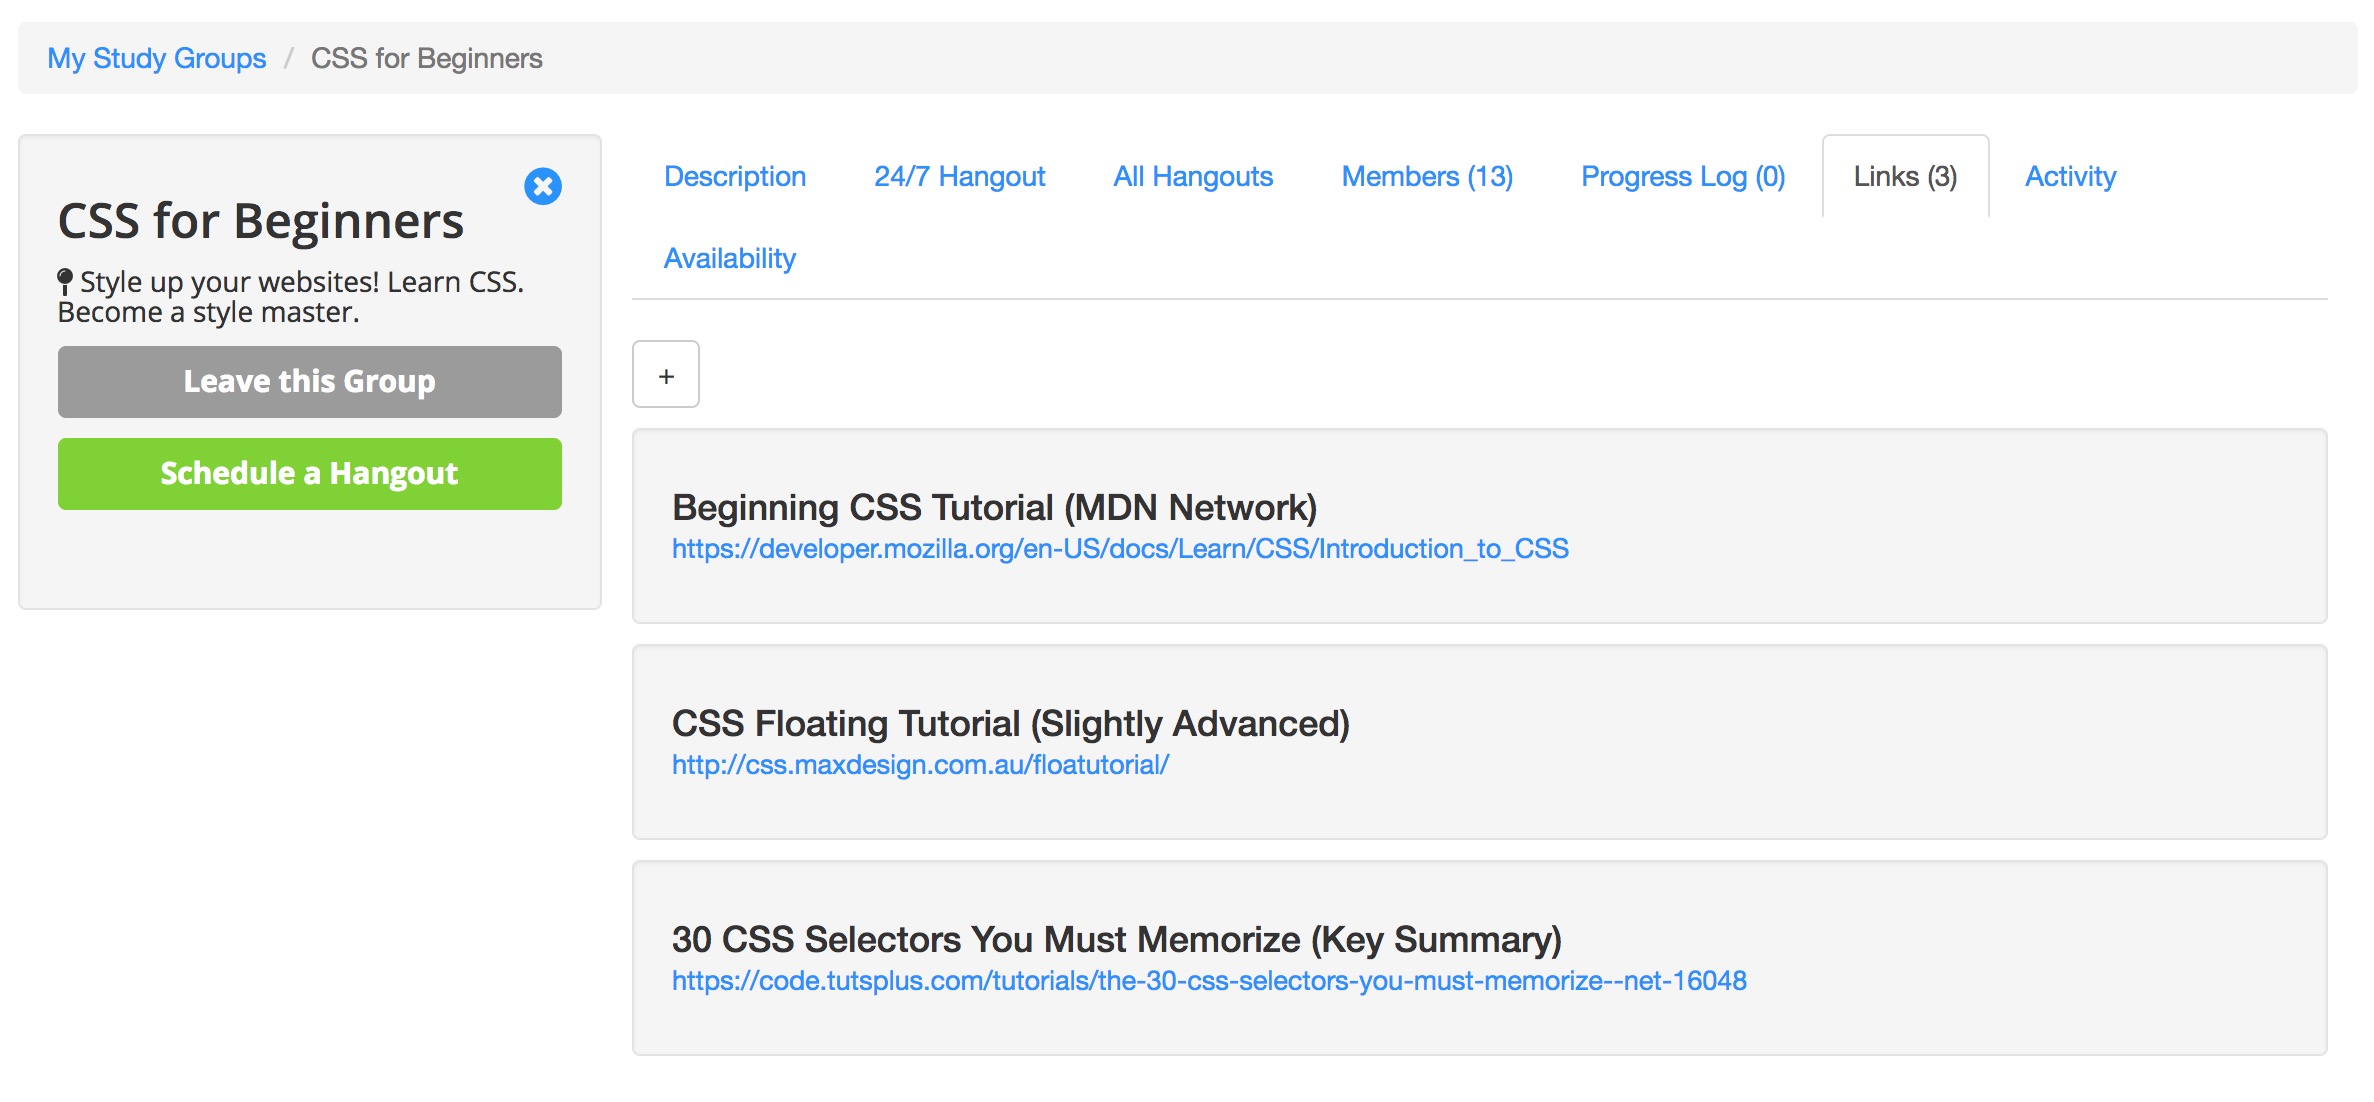 My Study Groups / CSS for Beginners
CSS for Beginners
Style up your websites! Learn CSS.
Become a style master.
Leave this Group
Schedule a Hangout
Description 24/7 Hangout All Hangouts Members (13) Progress Log (0) Links (3) Activity
Availability
+
Beginning CSS Tutorial (MDN Network)
https://developer.mozilla.org/en-US/docs/Learn/CSS/Introduction_to_CSS
CSS Floating Tutorial (Slightly Advanced)
http://css.maxdesign.com.au/floatutorial/
30 CSS Selectors You Must Memorize (Key Summary)
https://code.tutsplus.com/tutorials/the-30-css-selectors-you-must-memorize--net-16048